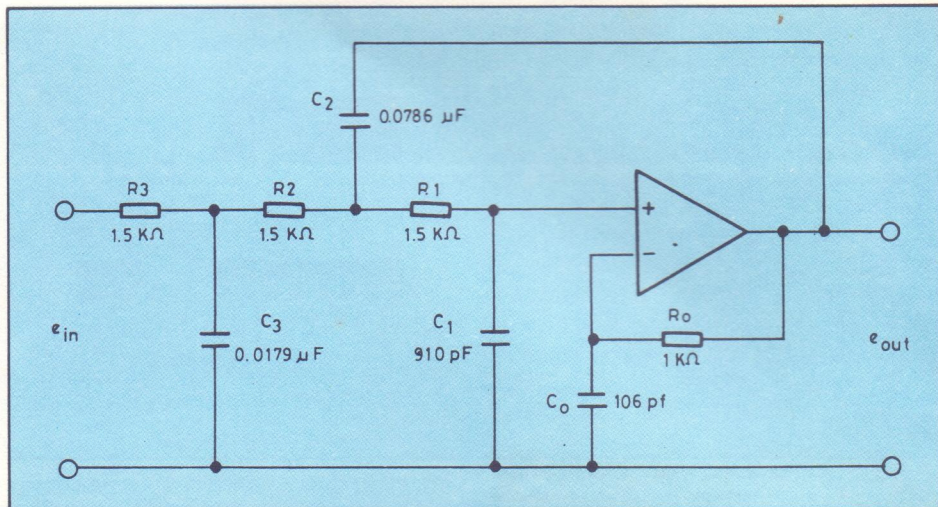 C2
0.0786 µF
R3
R2
R1
1.5 KΩ
1.5 KΩ
1.5 KΩ
+
−
ein
C3
0.0179 µF
C1
910 pF
Ro
1 KΩ
eout
Co
106 pf